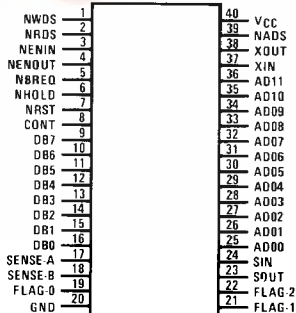 NWDS 1
NRDS 2
NENIN 3
NENOUT 4
NBREQ 5
NHOLD 6
NRST 7
CONT 8
DB7 9
DB6 10
DB5 11
DB4 12
DB3 13
DB2 14
DB1 15
DB0 16
SENSE-A 17
SENSE-B 18
FLAG-0 19
GND 20
40 VCC
39 NADS
38 XOUT
37 XIN
36 AD11
35 AD10
34 AD09
33 AD08
32 AD07
31 AD06
30 AD05
29 AD04
28 AD03
27 AD02
26 AD01
25 AD00
24 SIN
23 SOUT
22 FLAG-2
21 FLAG-1